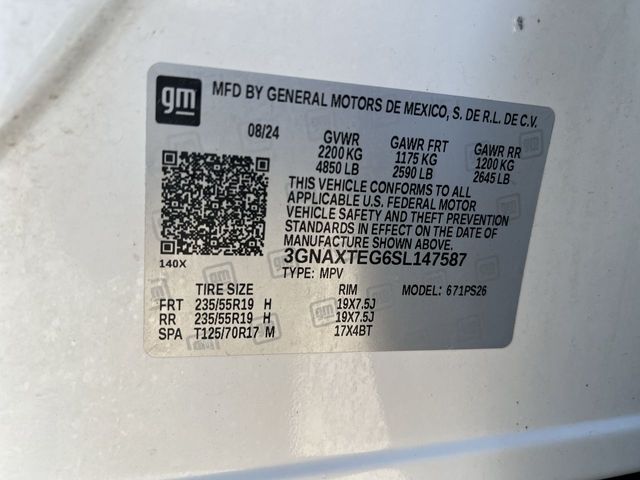 gm
MFD BY GENERAL MOTORS DE MEXICO, S. DE R.L. DE C.V.
08/24 GVWR GAWR FRT GAWR RR
2200 KG 1175 KG 1200 KG
4850 LB 2590 LB 2645 LB
THIS VEHICLE CONFORMS TO ALL
APPLICABLE U.S. FEDERAL MOTOR
VEHICLE SAFETY AND THEFT PREVENTION
STANDARDS IN EFFECT ON THE DATE OF
MANUFACTURE SHOWN ABOVE.
140X 3GNAXTEG6SL147587
TYPE: MPV MODEL: 671PS26
TIRE SIZE RIM
FRT 235/55R19 H 19X7.5J
RR 235/55R19 H 19X7.5J
SPA T125/70R17 M 17X4BT